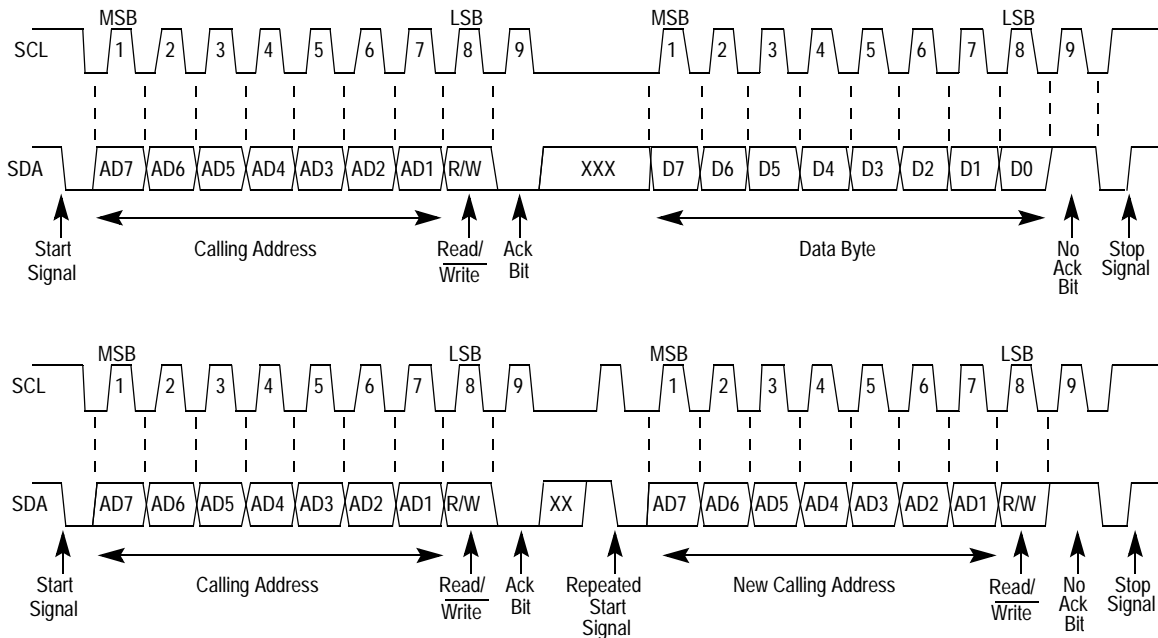 MSB LSB MSB LSB
SCL 1 2 3 4 5 6 7 8 9 1 2 3 4 5 6 7 8 9
SDA AD7 AD6 AD5 AD4 AD3 AD2 AD1 R/W XXX D7 D6 D5 D4 D3 D2 D1 D0
Start Signal
Calling Address
Read/ Write
Ack Bit
Data Byte
No Ack Bit
Stop Signal
MSB LSB MSB LSB
SCL 1 2 3 4 5 6 7 8 9 1 2 3 4 5 6 7 8 9
SDA AD7 AD6 AD5 AD4 AD3 AD2 AD1 R/W XX AD7 AD6 AD5 AD4 AD3 AD2 AD1 R/W
Start Signal
Calling Address
Read/ Write
Ack Bit
Repeated Start Signal
New Calling Address
Read/ Write
No Ack Bit
Stop Signal